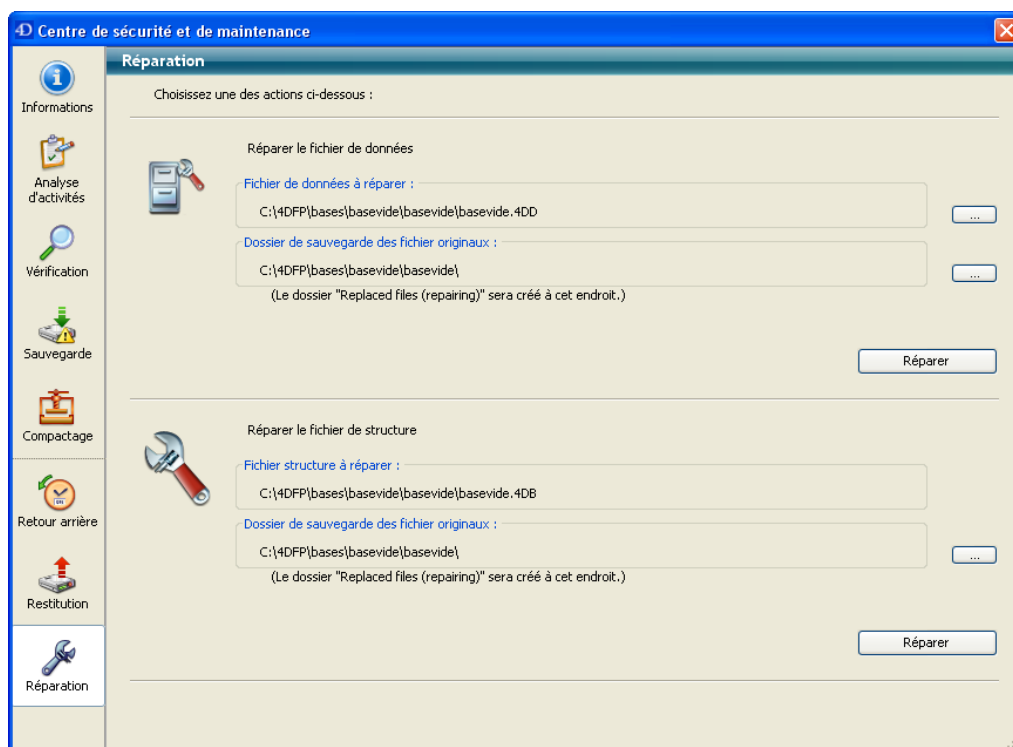 4D Centre de sécurité et de maintenance
Informations
Analyse
d'activités
Vérification
Sauvegarde
Compactage
Retour arrière
Restitution
Réparation
Réparation
Choisissez une des actions ci-dessous :
Réparer le fichier de données
Fichier de données à réparer :
C:\4DFP\bases\basevide\basevide\basevide.4DD
...
Dossier de sauvegarde des fichier originaux :
C:\4DFP\bases\basevide\basevide\
...
(Le dossier "Replaced files (repairing)" sera créé à cet endroit.)
Réparer
Réparer le fichier de structure
Fichier structure à réparer :
C:\4DFP\bases\basevide\basevide\basevide.4DB
Dossier de sauvegarde des fichier originaux :
C:\4DFP\bases\basevide\basevide\
...
(Le dossier "Replaced files (repairing)" sera créé à cet endroit.)
Réparer